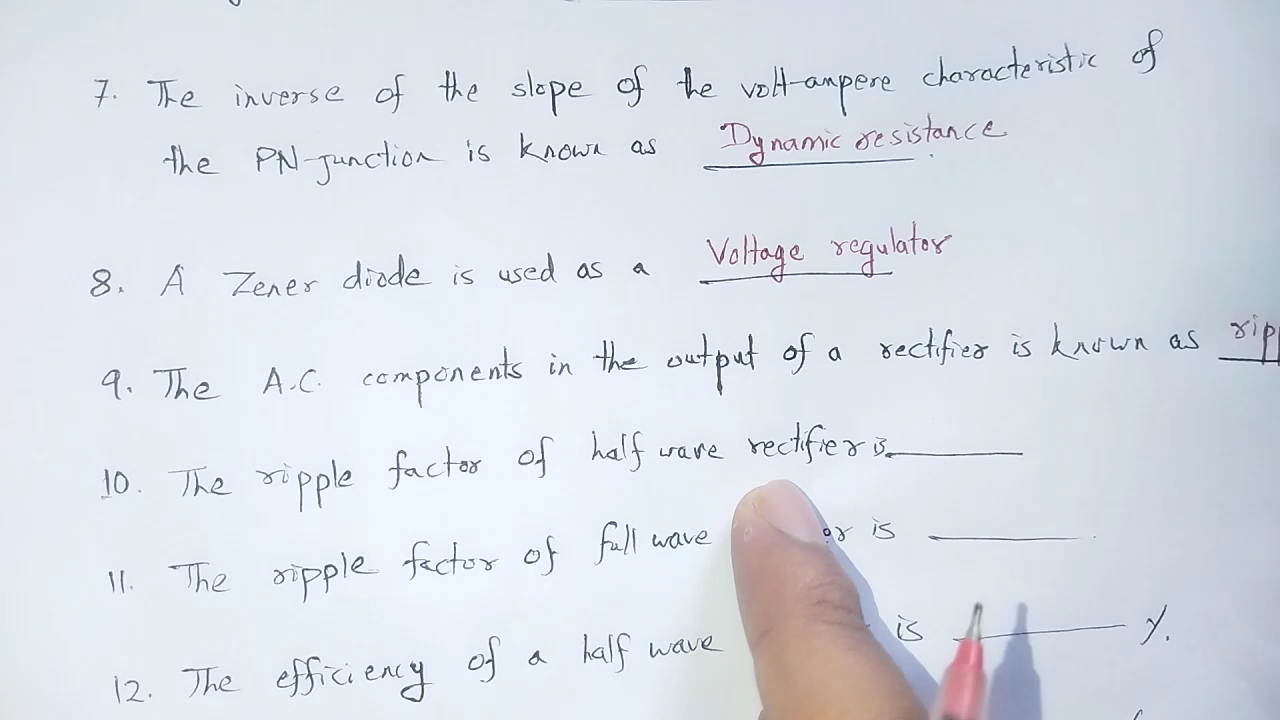 7. The inverse of the slope of the volt-ampere characteristic of
the PN-junction is known as Dynamic resistance
8. A Zener diode is used as a Voltage regulator
9. The A.C. components in the output of a rectifier is known as ripp
10. The ripple factor of half wave rectifier is
11. The ripple factor of full wave or is
12. The efficiency of a half wave is %.